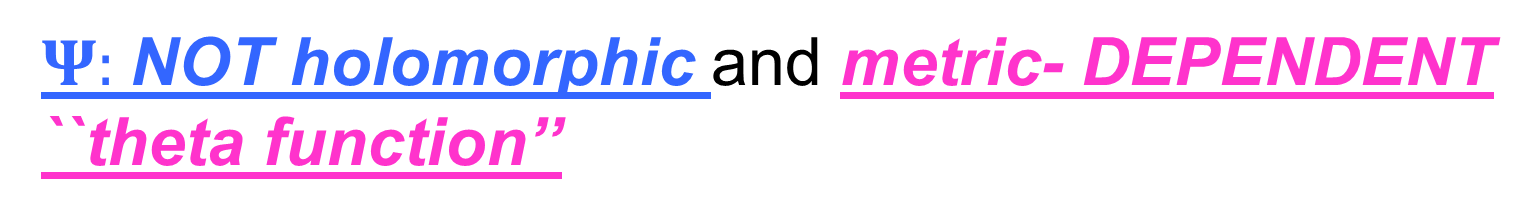 Ψ: NOT holomorphic and metric- DEPENDENT
``theta function’’